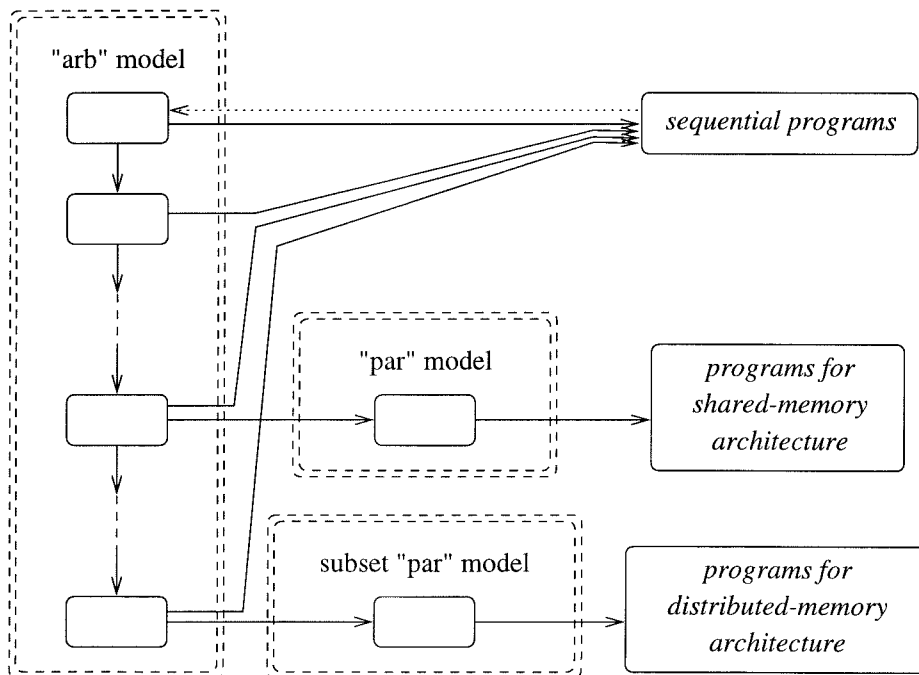 "arb" model
sequential programs
"par" model
programs for
shared-memory
architecture
subset "par" model
programs for
distributed-memory
architecture